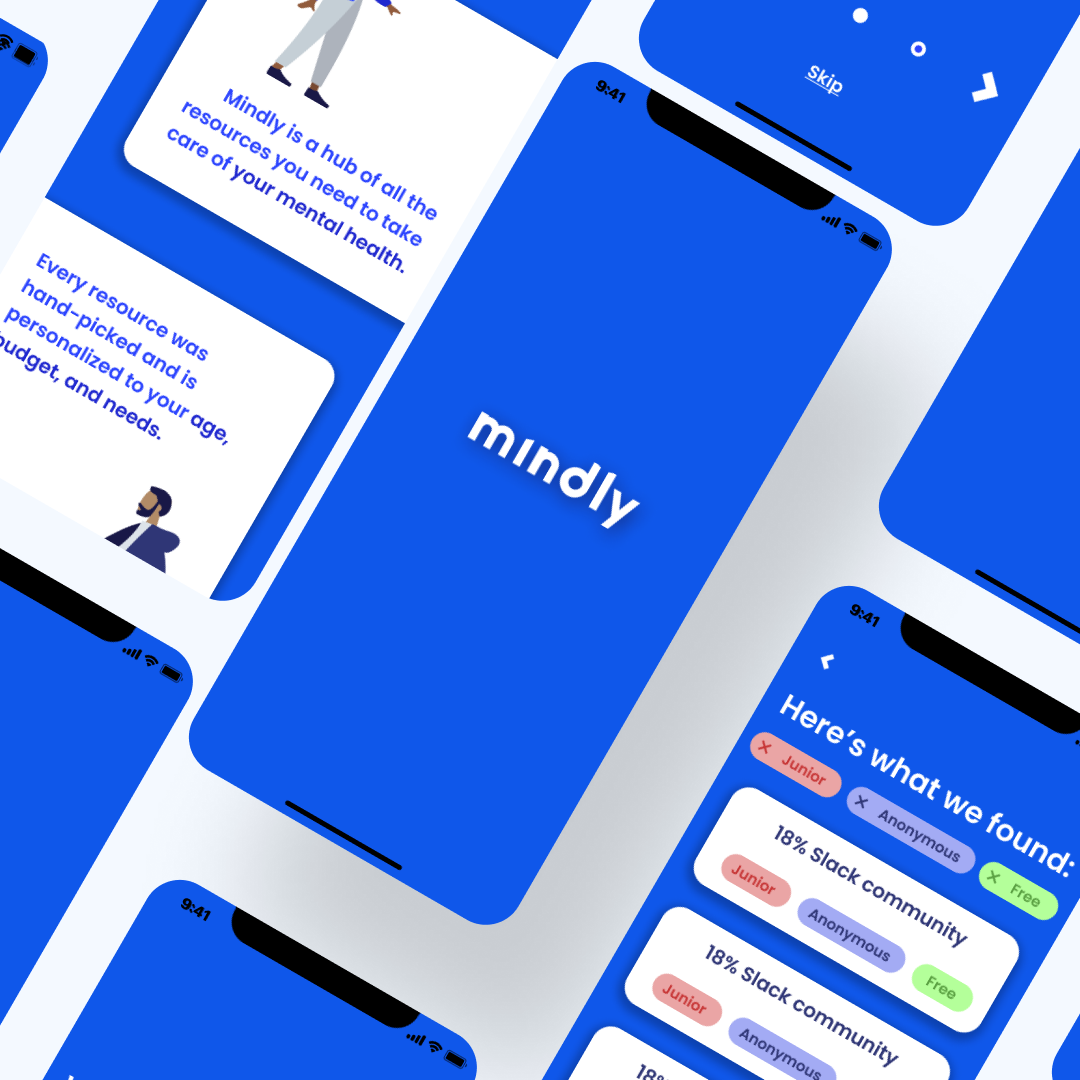 Skip
Mindly is a hub of all the
resources you need to take
care of your mental health.
9:41
mindly
Every resource was
hand-picked and is
personalized to your age,
budget, and needs.
9:41
Here's what we found:
× Junior
× Anonymous
× Free
18% Slack community
Junior
Anonymous
Free
18% Slack community
Junior
Anonymous
18%
9:41